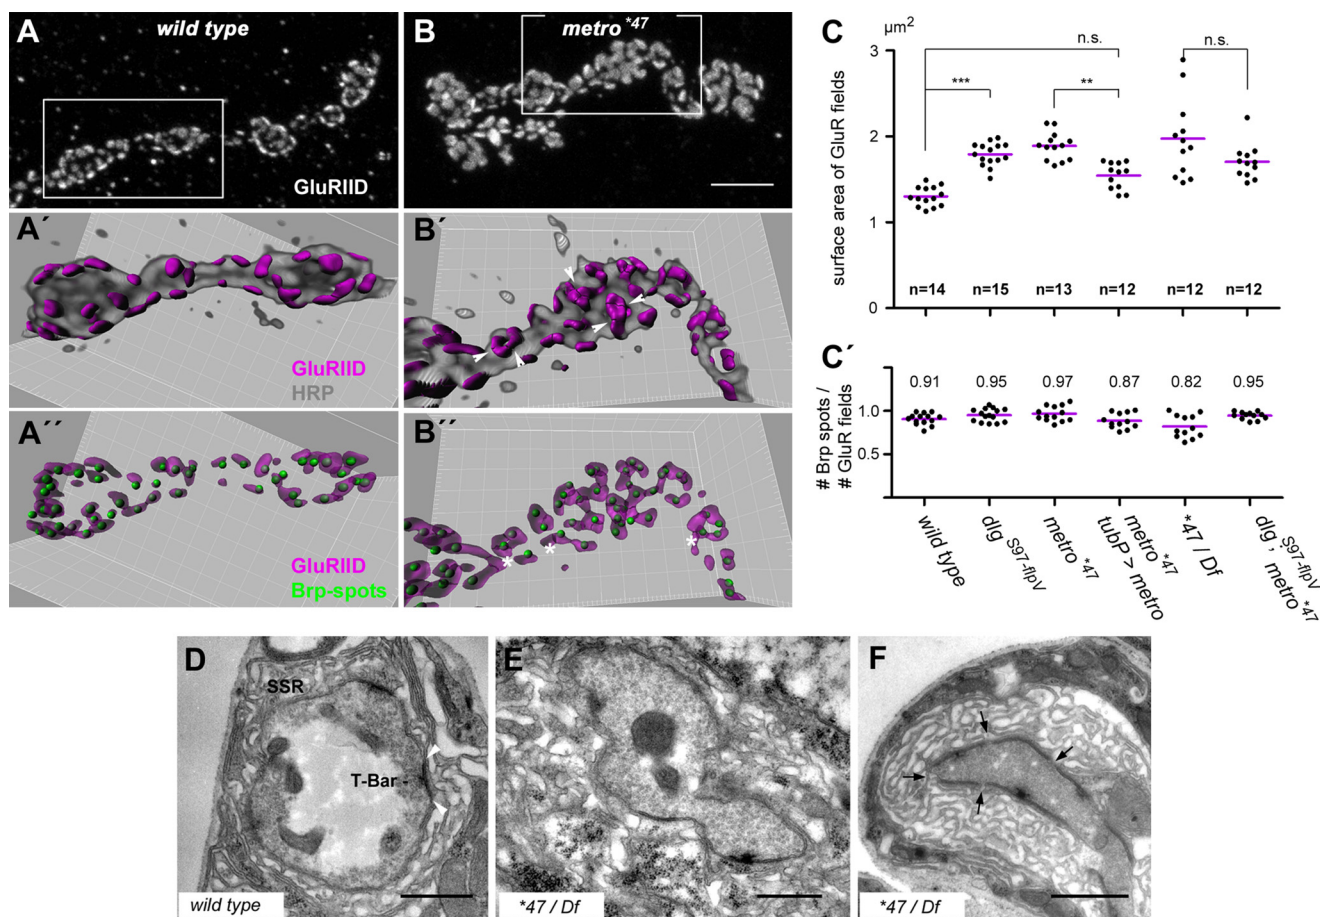 A
wild type
GluRIID
B
metro *47
A´
GluRIID
HRP
B´
A´´
GluRIID
Brp-spots
B´´
*
*
*
C
µm²
surface area of GluR fields
3
2
1
0
***
n.s.
**
n.s.
n=14
n=15
n=13
n=12
n=12
n=12
C´
# Brp spots /
# GluR fields
1.0
0.5
0.91
0.95
0.97
0.87
0.82
0.95
wild type
dlg S97-flpV
metro *47
metro *47
tubP > metro
*47 / Df
dlg S97-flpV,
metro *47
D
SSR
T-Bar -
wild type
E
*47 / Df
F
*47 / Df